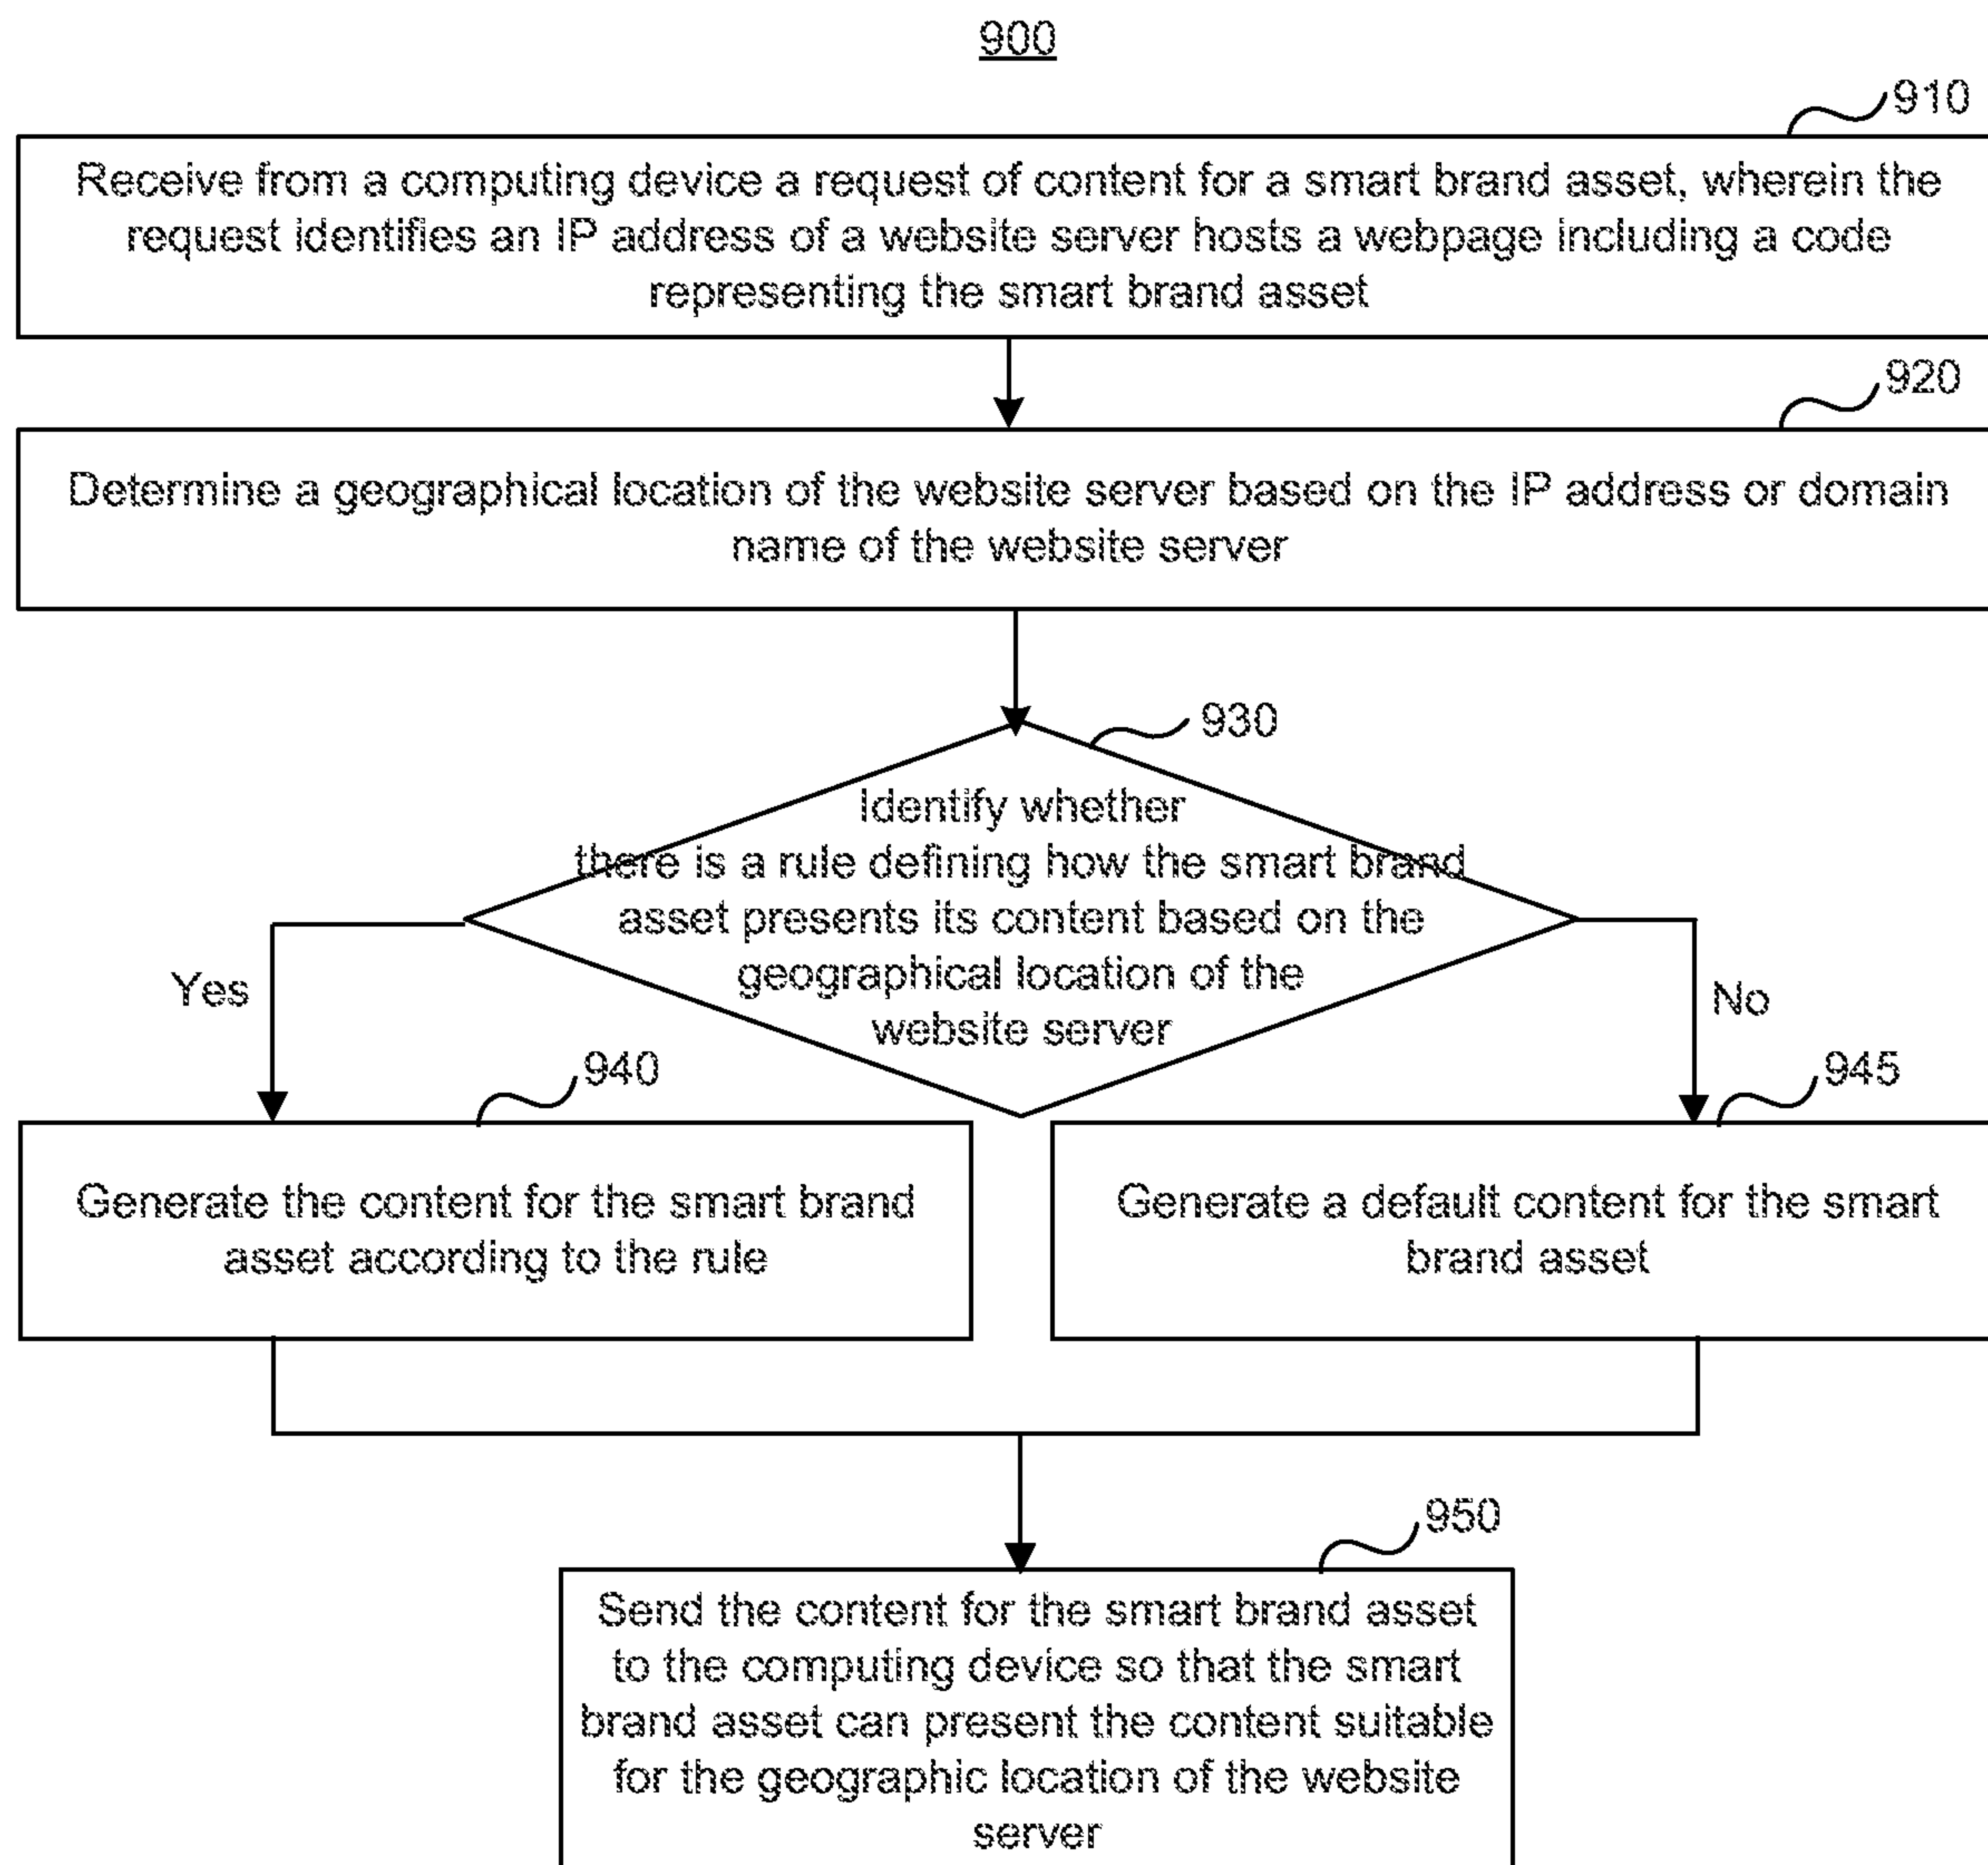 900
910
Receive from a computing device a request of content for a smart brand asset, wherein the
request identifies an IP address of a website server hosts a webpage including a code
representing the smart brand asset
920
Determine a geographical location of the website server based on the IP address or domain
name of the website server
930
Identify whether
there is a rule defining how the smart brand
asset presents its content based on the
geographical location of the
website server
Yes
No
940
945
Generate the content for the smart brand
asset according to the rule
Generate a default content for the smart
brand asset
950
Send the content for the smart brand asset
to the computing device so that the smart
brand asset can present the content suitable
for the geographic location of the website
server